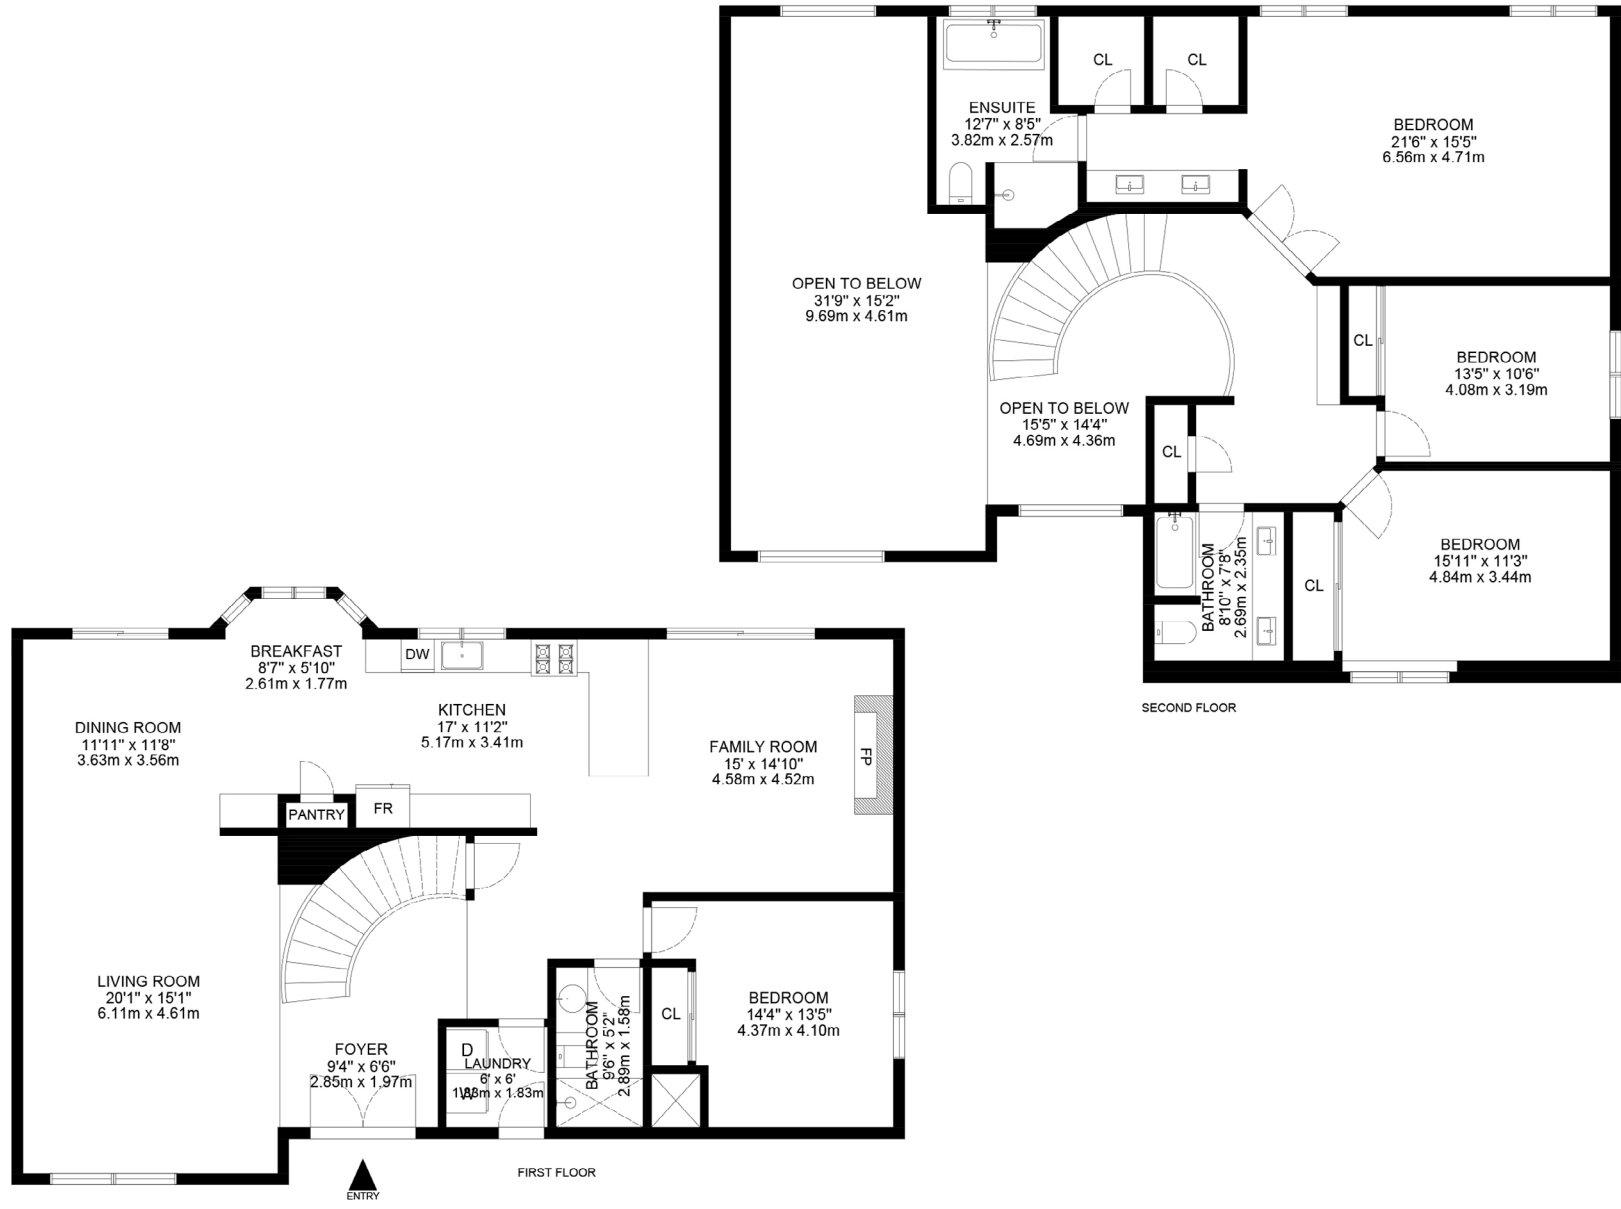 CL
CL
ENSUITE
12'7" x 8'5"
3.82m x 2.57m
BEDROOM
21'6" x 15'5"
6.56m x 4.71m
OPEN TO BELOW
31'9" x 15'2"
9.69m x 4.61m
CL
BEDROOM
13'5" x 10'6"
4.08m x 3.19m
OPEN TO BELOW
15'5" x 14'4"
4.69m x 4.36m
CL
BATHROOM
8'10" x 7'8"
2.69m x 2.35m
CL
BEDROOM
15'11" x 11'3"
4.84m x 3.44m
SECOND FLOOR
BREAKFAST
8'7" x 5'10"
2.61m x 1.77m
DW
DINING ROOM
11'11" x 11'8"
3.63m x 3.56m
KITCHEN
17' x 11'2"
5.17m x 3.41m
FAMILY ROOM
15' x 14'10"
4.58m x 4.52m
FP
PANTRY
FR
LIVING ROOM
20'1" x 15'1"
6.11m x 4.61m
FOYER
9'4" x 6'6"
2.85m x 1.97m
D
LAUNDRY
6' x 6'
1.83m x 1.83m
W
BATHROOM
9'6" x 5'2"
2.89m x 1.58m
CL
BEDROOM
14'4" x 13'5"
4.37m x 4.10m
FIRST FLOOR
ENTRY